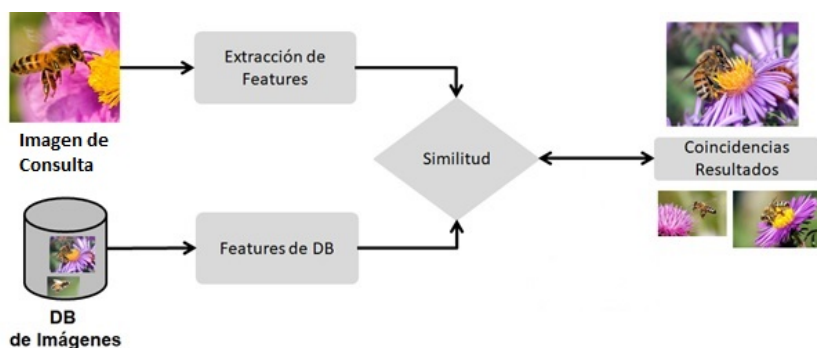 Extracción de
Features
Imagen de
Consulta
Similitud
Coincidencias
Resultados
Features de DB
DB
de Imágenes